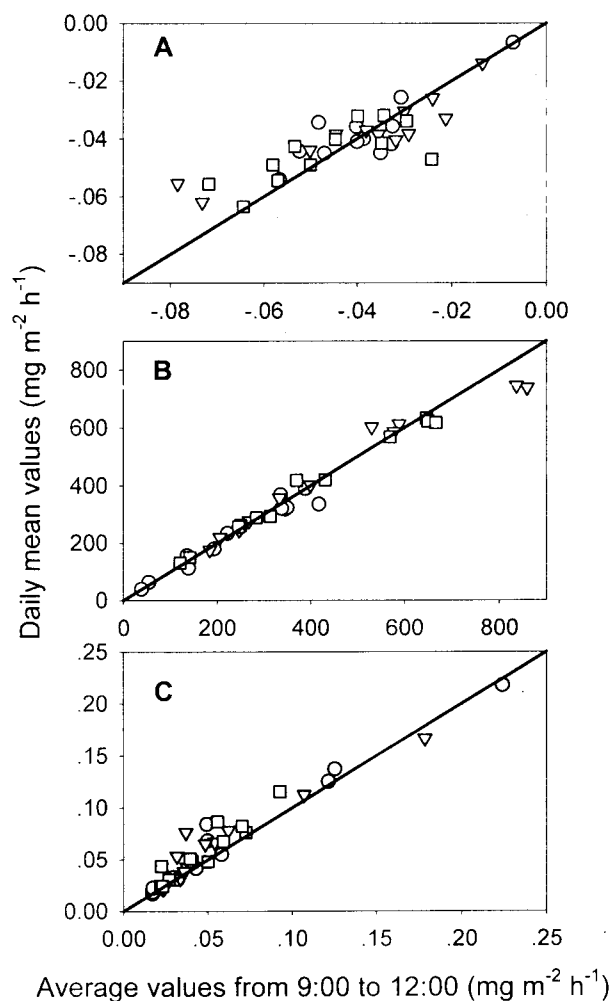 0.00
A
-.02
-.04
-.06
-.08
-.08 -.06 -.04 -.02 0.00
Daily mean values (mg m-2 h-1)
B
800
600
400
200
0
0 200 400 600 800
C
.25
.20
.15
.10
.05
0.00
0.00 .05 .10 .15 .20 .25
Average values from 9:00 to 12:00 (mg m-2 h-1)